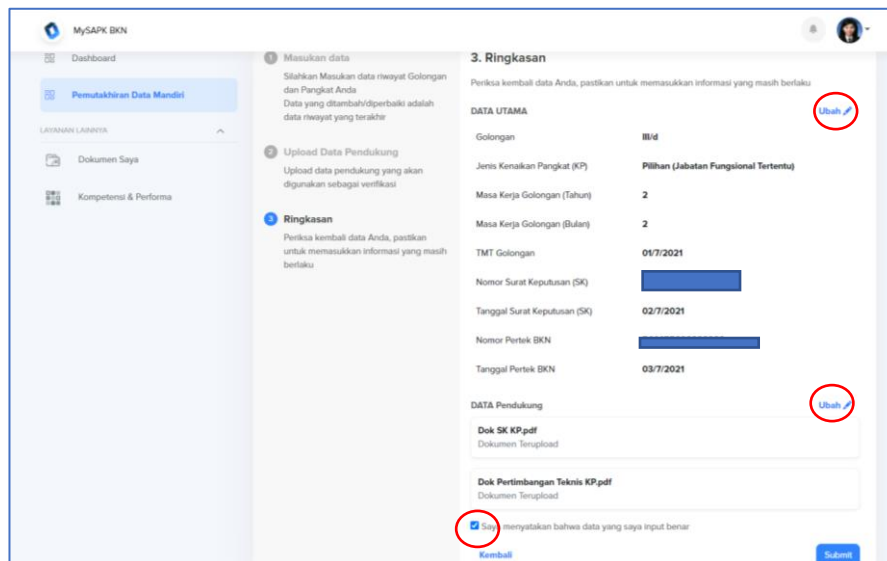 MySAPK BKN
Dashboard
Pemutakhiran Data Mandiri
LAYANAN LAINNYA
Dokumen Saya
Kompetensi & Performa
1 Masukan data
Silahkan Masukan data riwayat Golongan
dan Pangkat Anda
Data yang ditambah/diperbaiki adalah
data riwayat yang terakhir
2 Upload Data Pendukung
Upload data pendukung yang akan
digunakan sebagai verifikasi
3 Ringkasan
Periksa kembali data Anda, pastikan
untuk memasukkan informasi yang masih
berlaku
3. Ringkasan
Periksa kembali data Anda, pastikan untuk memasukkan informasi yang masih berlaku
DATA UTAMA Ubah
Golongan III/d
Jenis Kenaikan Pangkat (KP) Pilihan (Jabatan Fungsional Tertentu)
Masa Kerja Golongan (Tahun) 2
Masa Kerja Golongan (Bulan) 2
TMT Golongan 01/7/2021
Nomor Surat Keputusan (SK)
Tanggal Surat Keputusan (SK) 02/7/2021
Nomor Pertek BKN
Tanggal Pertek BKN 03/7/2021
DATA Pendukung Ubah
Dok SK KP.pdf
Dokumen Terupload
Dok Pertimbangan Teknis KP.pdf
Dokumen Terupload
Saya menyatakan bahwa data yang saya input benar
Kembali Submit